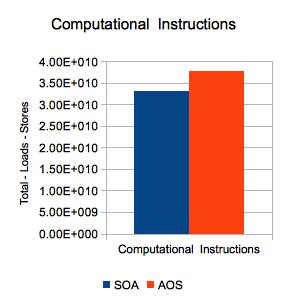 Computational Instructions
Total - Loads - Stores
4.00E+010
3.50E+010
3.00E+010
2.50E+010
2.00E+010
1.50E+010
1.00E+010
5.00E+009
0.00E+000
Computational Instructions
SOA
AOS